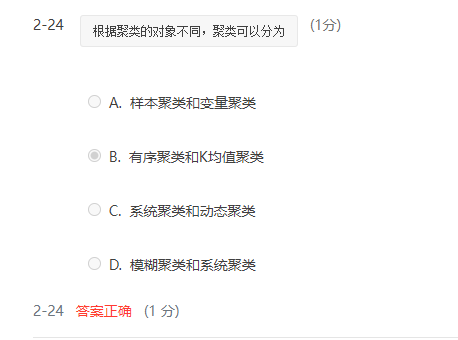 2-24 根据聚类的对象不同，聚类可以分为 (1分)
A. 样本聚类和变量聚类
B. 有序聚类和K均值聚类
C. 系统聚类和动态聚类
D. 模糊聚类和系统聚类
2-24 答案正确 (1 分)